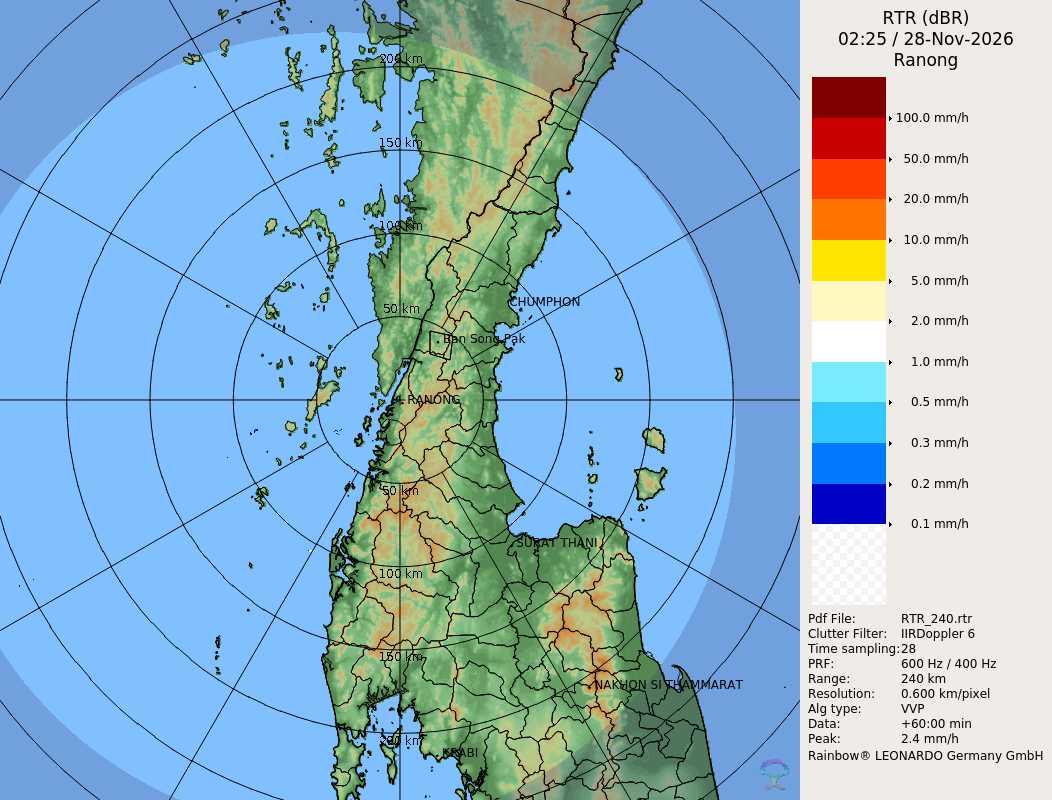 RTR (dBR)
02:25 / 28-Nov-2026
Ranong
100.0 mm/h
50.0 mm/h
20.0 mm/h
10.0 mm/h
5.0 mm/h
2.0 mm/h
1.0 mm/h
0.5 mm/h
0.3 mm/h
0.2 mm/h
0.1 mm/h
Pdf File: RTR_240.rtr
Clutter Filter: IIRDoppler 6
Time sampling:28
PRF: 600 Hz / 400 Hz
Range: 240 km
Resolution: 0.600 km/pixel
Alg type: VVP
Data: +60:00 min
Peak: 2.4 mm/h
Rainbow® LEONARDO Germany GmbH
200 km
150 km
100 km
CHUMPHON
50 km
Ban Song Pak
RANONG
50 km
SURAT THANI
100 km
150 km
NAKHON SI THAMMARAT
200 km
KRABI